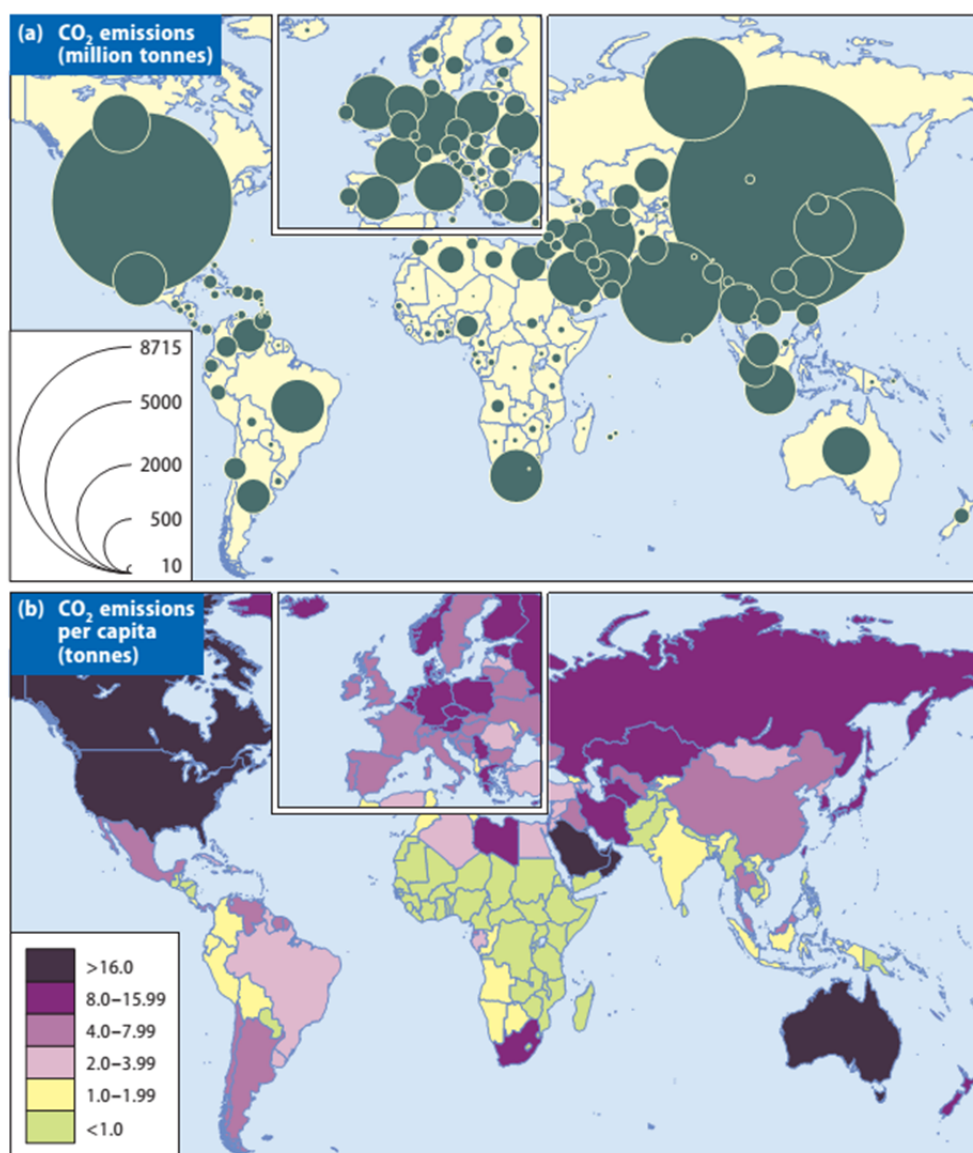 (a) CO₂ emissions
(million tonnes)
8715
5000
2000
500
10
(b) CO₂ emissions
per capita
(tonnes)
>16.0
8.0–15.99
4.0–7.99
2.0–3.99
1.0–1.99
<1.0